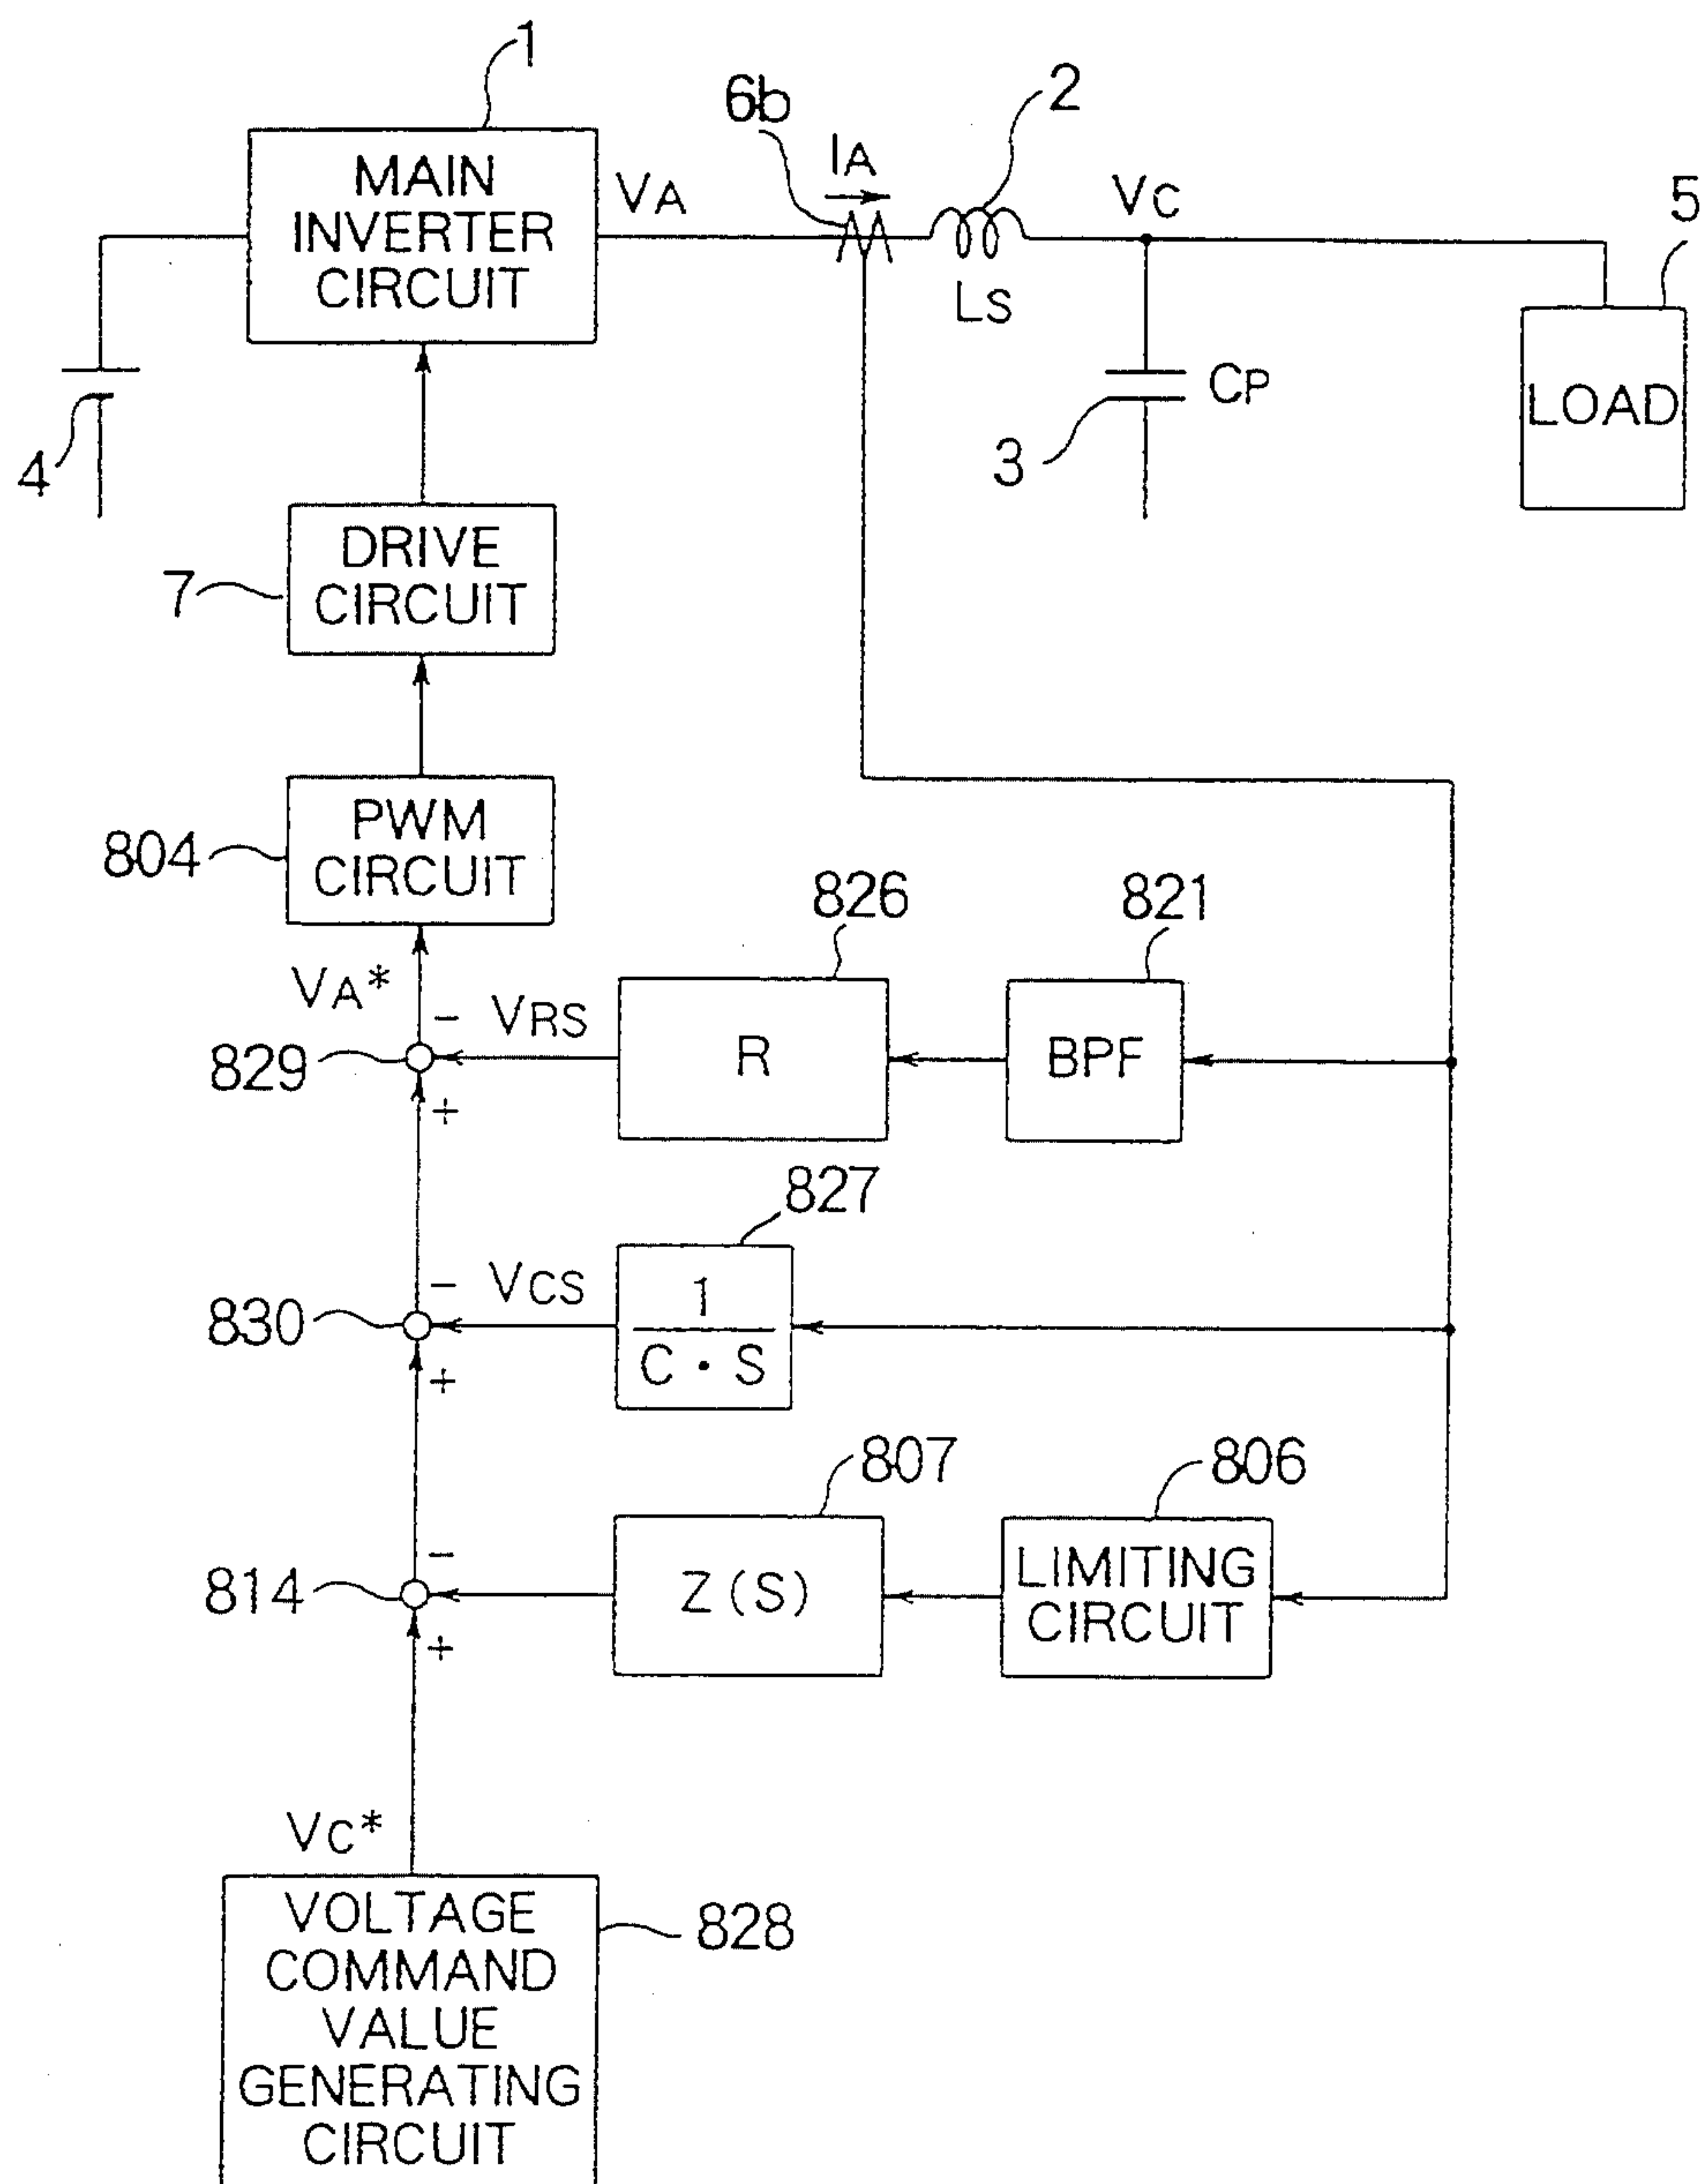 1
6b
2
IA
MAIN
INVERTER
CIRCUIT
VA
VC
5
LS
CP
LOAD
4
3
DRIVE
CIRCUIT
7
PWM
CIRCUIT
804
826
821
VA*
−
VRS
R
BPF
829
+
827
−
VCS
1
C · S
830
+
807
806
−
Z (S)
LIMITING
CIRCUIT
814
+
VC*
VOLTAGE
COMMAND
VALUE
GENERATING
CIRCUIT
828